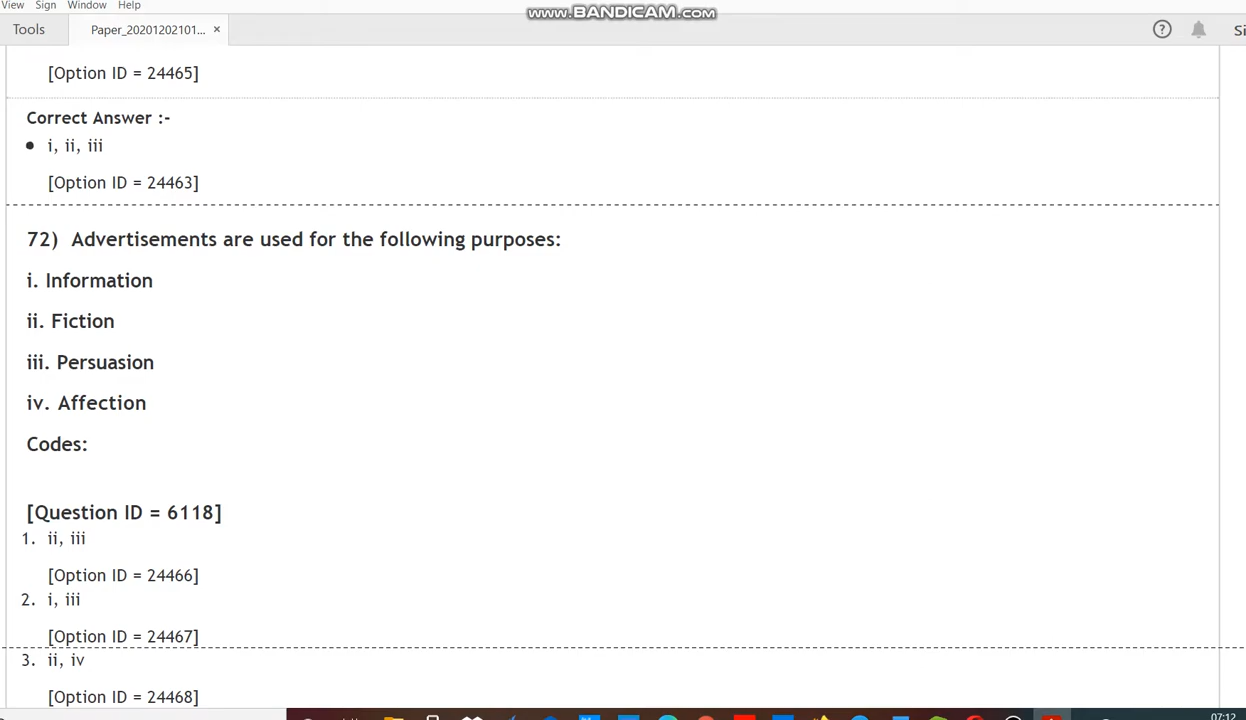 View Sign Window Help
www.BANDICAM.com
Tools Paper_20201202101... × ?
[Option ID = 24465]
Correct Answer :-
• i, ii, iii
[Option ID = 24463]
72) Advertisements are used for the following purposes:
i. Information
ii. Fiction
iii. Persuasion
iv. Affection
Codes:
[Question ID = 6118]
1. ii, iii
[Option ID = 24466]
2. i, iii
[Option ID = 24467]
3. ii, iv
[Option ID = 24468]
07:12